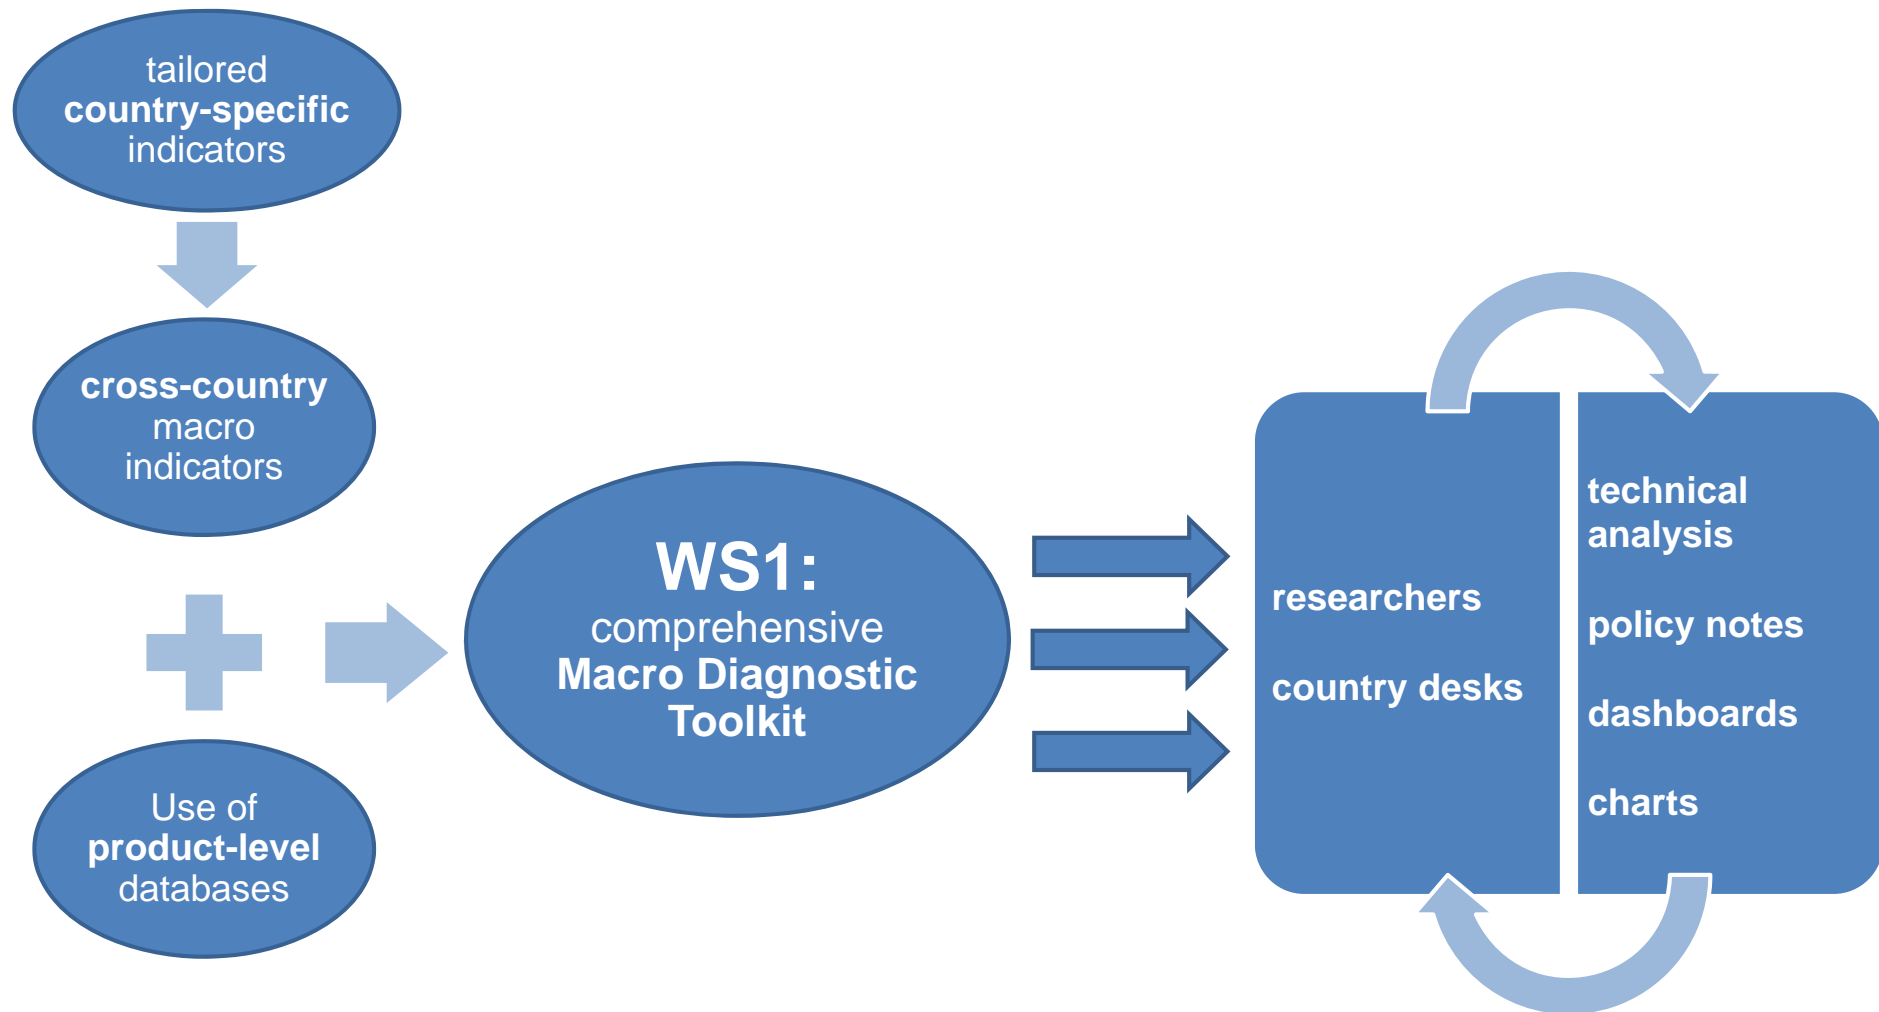 tailored
country-specific
indicators
cross-country
macro
indicators
Use of
product-level
databases
WS1:
comprehensive
Macro Diagnostic
Toolkit
researchers
country desks
technical
analysis
policy notes
dashboards
charts